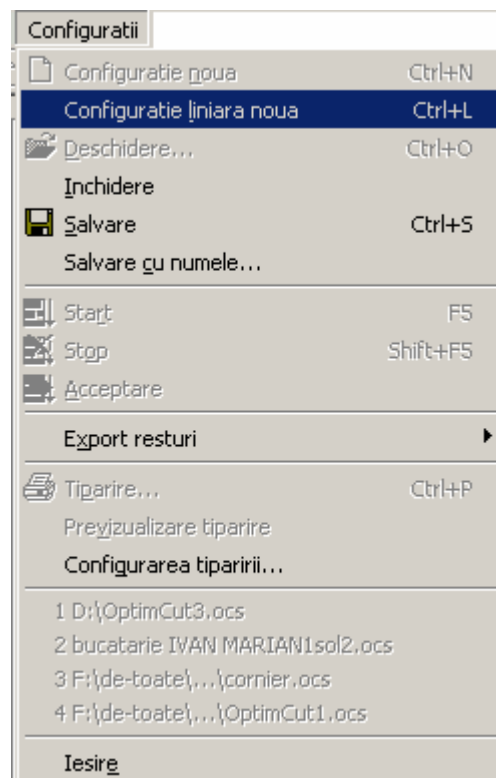 Configuratii
Configuratie noua Ctrl+N
Configuratie liniara noua Ctrl+L
Deschidere... Ctrl+O
Inchidere
Salvare Ctrl+S
Salvare cu numele...
Start F5
Stop Shift+F5
Acceptare
Export resturi
Tiparire... Ctrl+P
Previzualizare tiparire
Configurarea tiparirii...
1 D:\OptimCut3.ocs
2 bucatarie IVAN MARIAN1sol2.ocs
3 F:\de-toate\...\cornier.ocs
4 F:\de-toate\...\OptimCut1.ocs
Iesire